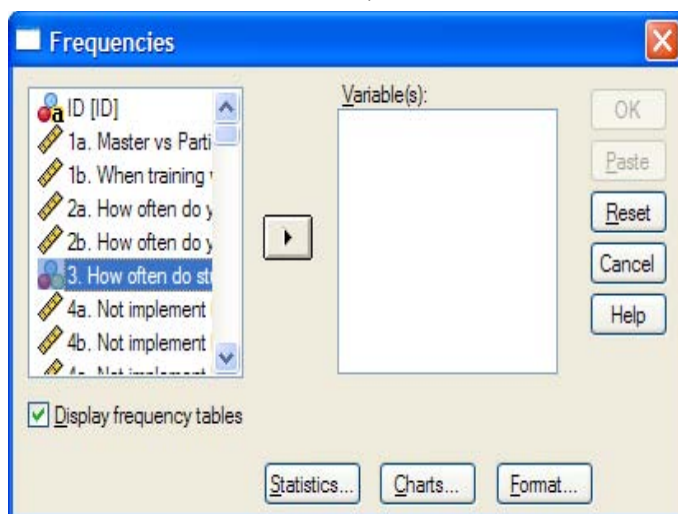 Frequencies
ID [ID]
1a. Master vs Parti
1b. When training
2a. How often do y
2b. How often do y
3. How often do stu
4a. Not implement
4b. Not implement
Variable(s):
OK
Paste
Reset
Cancel
Help
Display frequency tables
Statistics...
Charts...
Format...